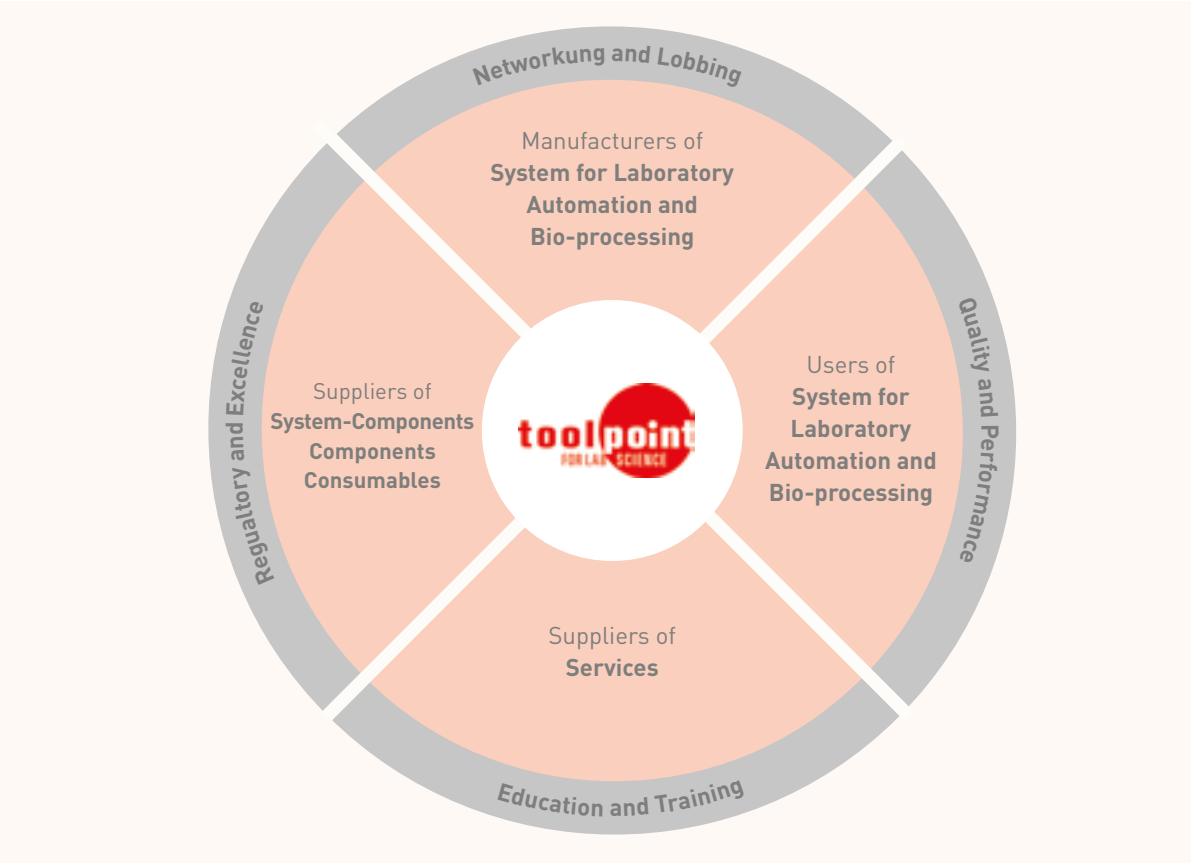 Networkung and Lobbing
Manufacturers of
System for Laboratory
Automation and
Bio-processing
Regualtory and Excellence
Suppliers of
System-Components
Components
Consumables
toolpoint
FOR LAB SCIENCE
Users of
System for
Laboratory
Automation and
Bio-processing
Quality and Performance
Suppliers of
Services
Education and Training